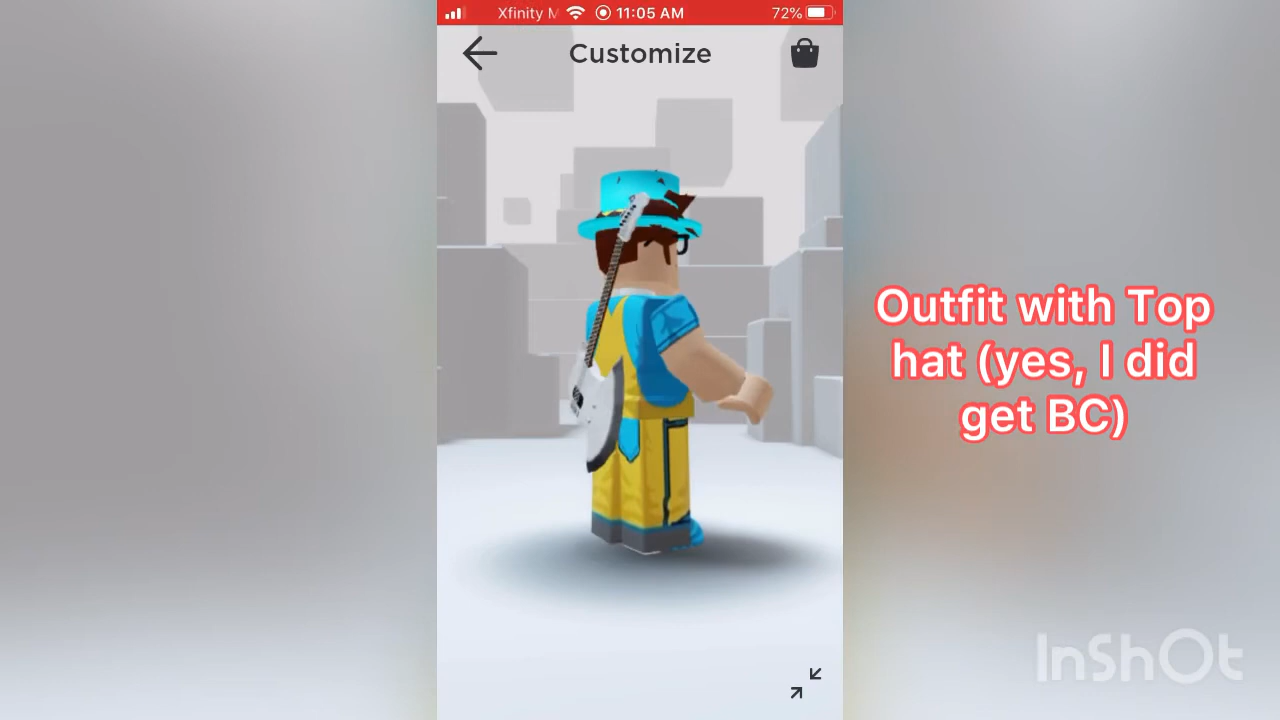 Xfinity M 11:05 AM 72%
Customize
Outfit with Top
hat (yes, I did
get BC)
InShOt